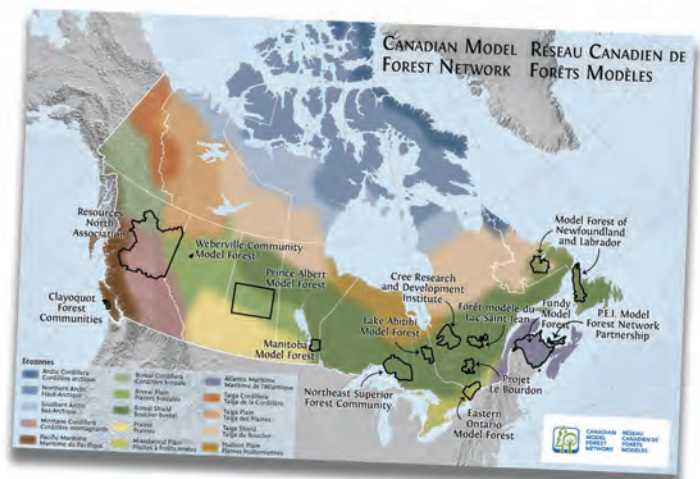 CANADIAN MODEL
FOREST NETWORK
RÉSEAU CANADIEN DE
FORÊTS MODÈLES
Resources
North
Association
Weberville Community
Model Forest
Prince Albert
Model Forest
Clayoquot
Forest
Communities
Manitoba
Model Forest
Lake Abitibi
Model Forest
Cree Research
and Development
Institute
Forêt modèle du
Lac Saint Jean
Fundy
Model
Forest
Model Forest of
Newfoundland
and Labrador
P.E.I. Model
Forest Network
Partnership
Northeast Superior
Forest Community
Projet
Le Bourdon
Eastern
Ontario
Model Forest
Ecozones
Arctic Cordillera
Cordillère arctique
Northern Arctic
Haut-Arctique
Southern Arctic
Bas-Arctique
Montane Cordillera
Cordillère montagnarde
Pacific Maritime
Maritime du Pacifique
Boreal Cordillera
Cordillère boréale
Boreal Plain
Plaines boréales
Boreal Shield
Bouclier boréal
Prairie
Prairies
Mixedwood Plain
Plaines à forêts mixtes
Atlantic Maritime
Maritime de l'Atlantique
Taiga Cordillera
Taïga de la Cordillère
Taiga Plain
Taïga des Plaines
Taiga Shield
Taïga du Bouclier
Hudson Plain
Plaines hudsoniennes
CANADIAN
MODEL
FOREST
NETWORK
RÉSEAU
CANADIEN DE
FORÊTS
MODÈLES